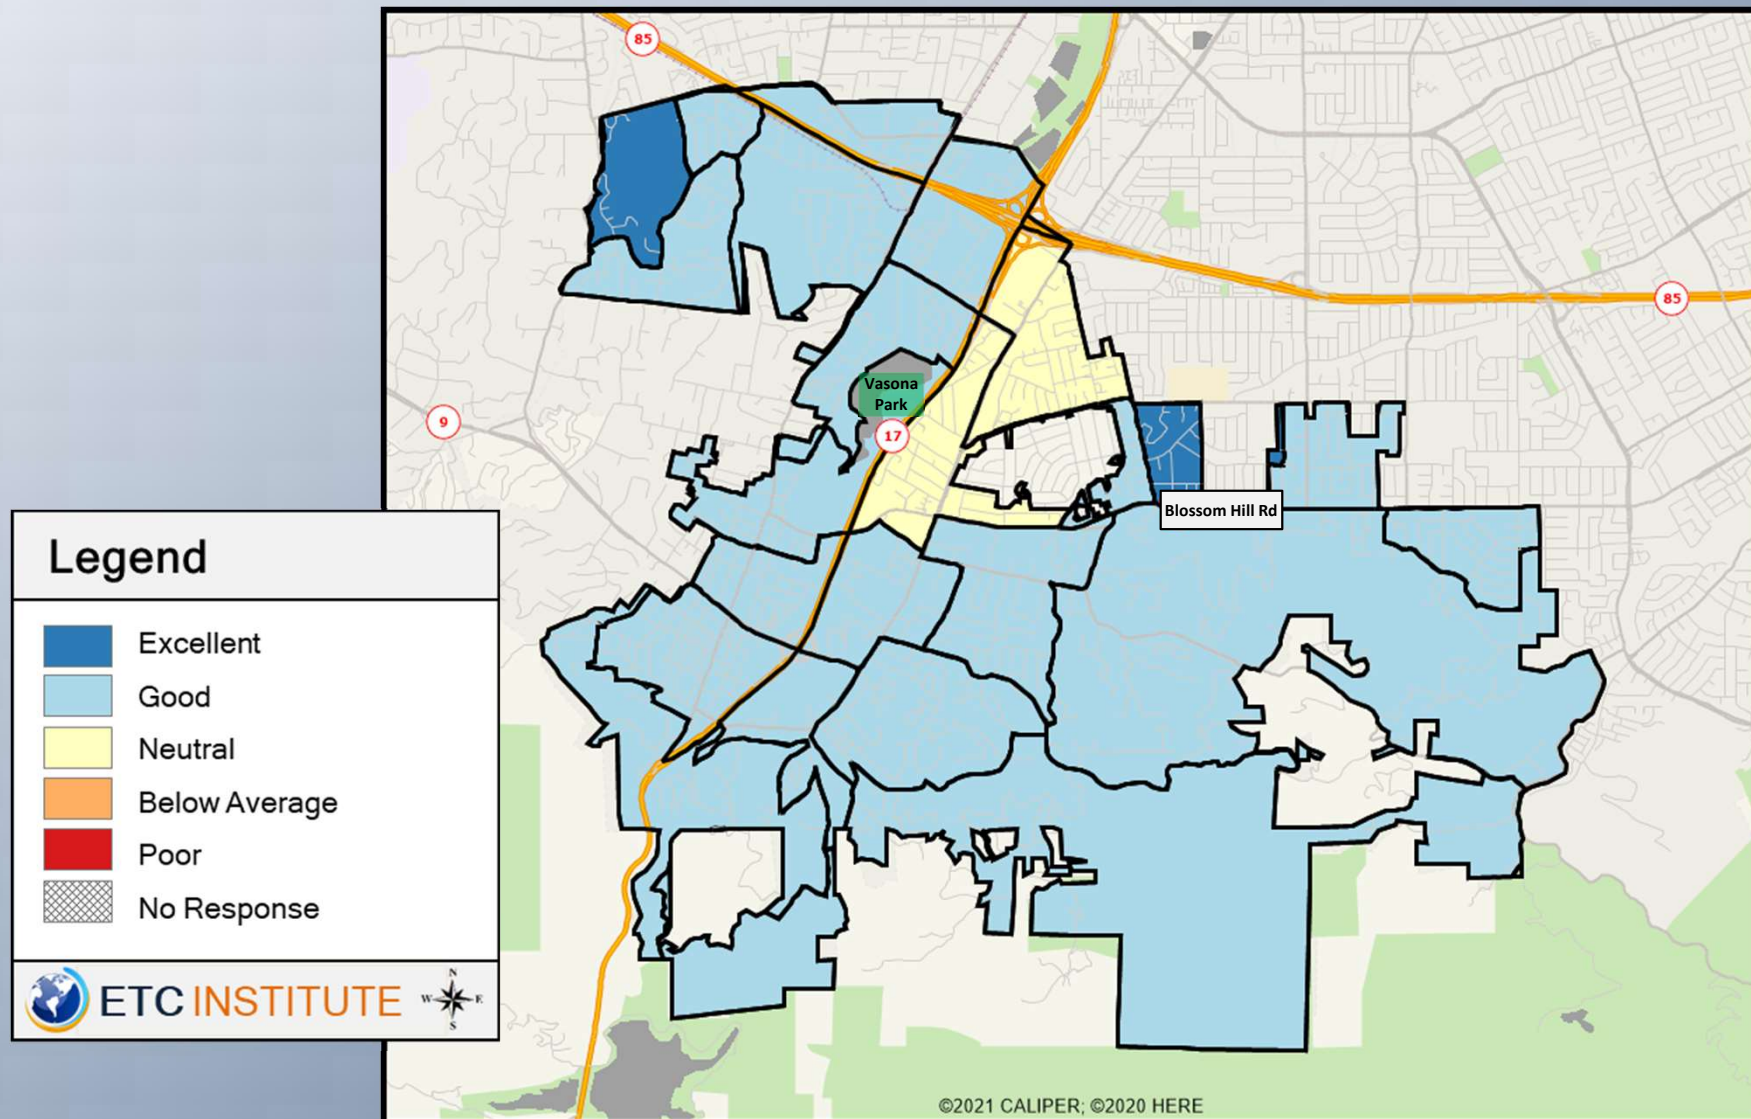 85
85
9
Vasona
Park
17
Blossom Hill Rd
Legend
Excellent
Good
Neutral
Below Average
Poor
No Response
ETC INSTITUTE
N
W E
S
©2021 CALIPER; ©2020 HERE